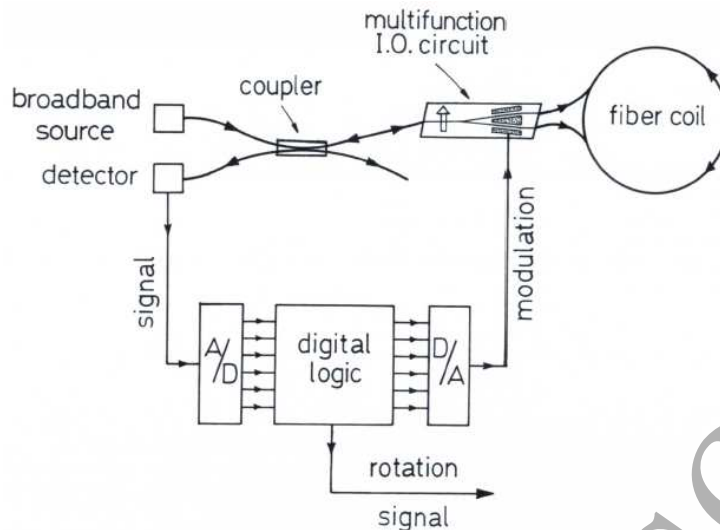 multifunction
I.O. circuit
coupler
broadband
source
fiber coil
detector
signal
modulation
A/D
digital
logic
D/A
rotation
signal